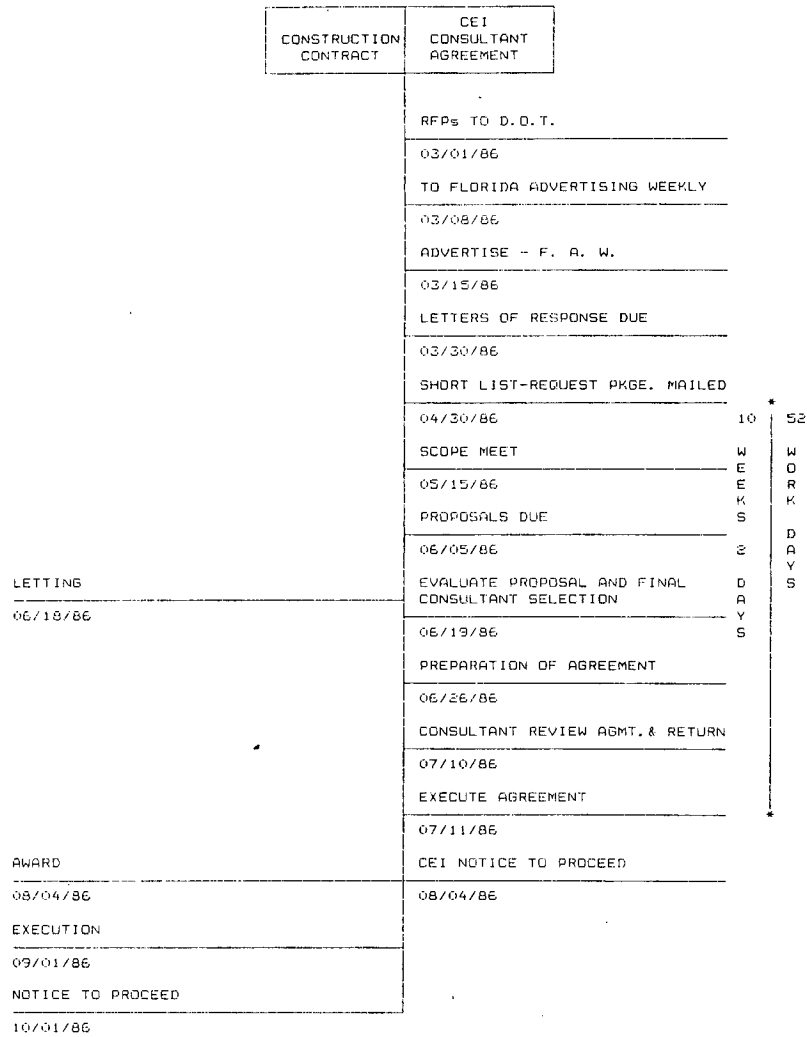 CONSTRUCTION CONTRACT
CEI CONSULTANT AGREEMENT
RFPs TO D.O.T.
03/01/86
TO FLORIDA ADVERTISING WEEKLY
03/08/86
ADVERTISE - F. A. W.
03/15/86
LETTERS OF RESPONSE DUE
03/30/86
SHORT LIST-REQUEST PKGE. MAILED
04/30/86
SCOPE MEET
05/15/86
PROPOSALS DUE
06/05/86
EVALUATE PROPOSAL AND FINAL
CONSULTANT SELECTION
06/19/86
PREPARATION OF AGREEMENT
06/26/86
CONSULTANT REVIEW AGMT.& RETURN
07/10/86
EXECUTE AGREEMENT
07/11/86
CEI NOTICE TO PROCEED
08/04/86
10 WEEKS 2 DAYS
52 WORK DAYS
LETTING
06/18/86
AWARD
08/04/86
EXECUTION
09/01/86
NOTICE TO PROCEED
10/01/86